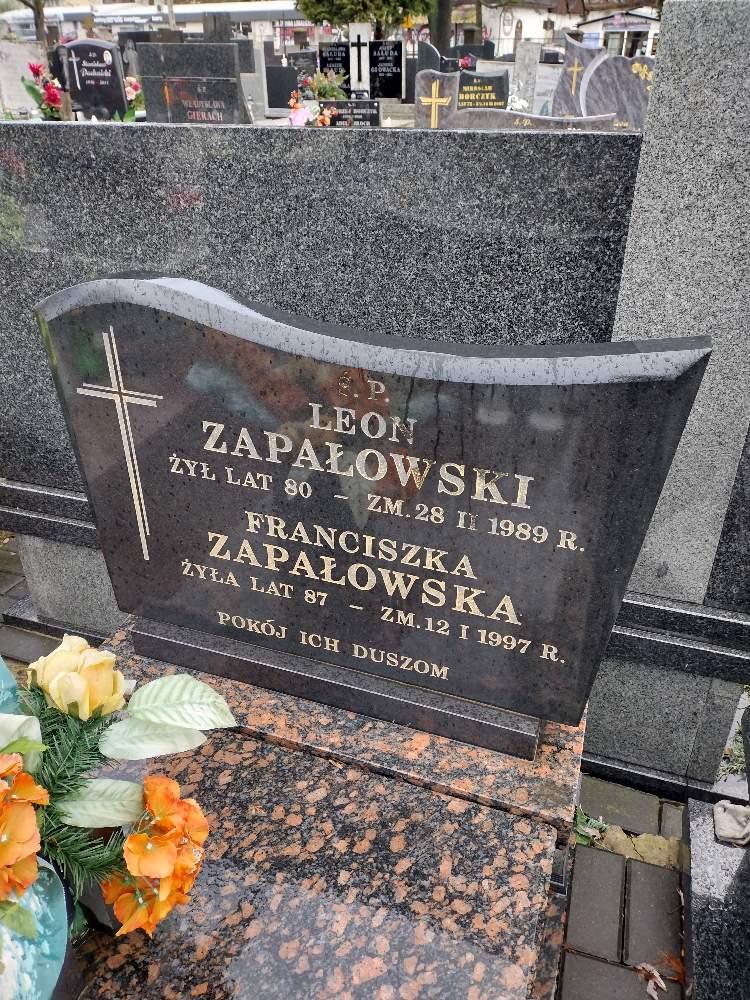 Ś. P.
LEON
ZAPAŁOWSKI
ŻYŁ LAT 80 – ZM. 28 II 1989 R.
FRANCISZKA
ZAPAŁOWSKA
ŻYŁA LAT 87 – ZM. 12 I 1997 R.
POKÓJ ICH DUSZOM
GIERACH